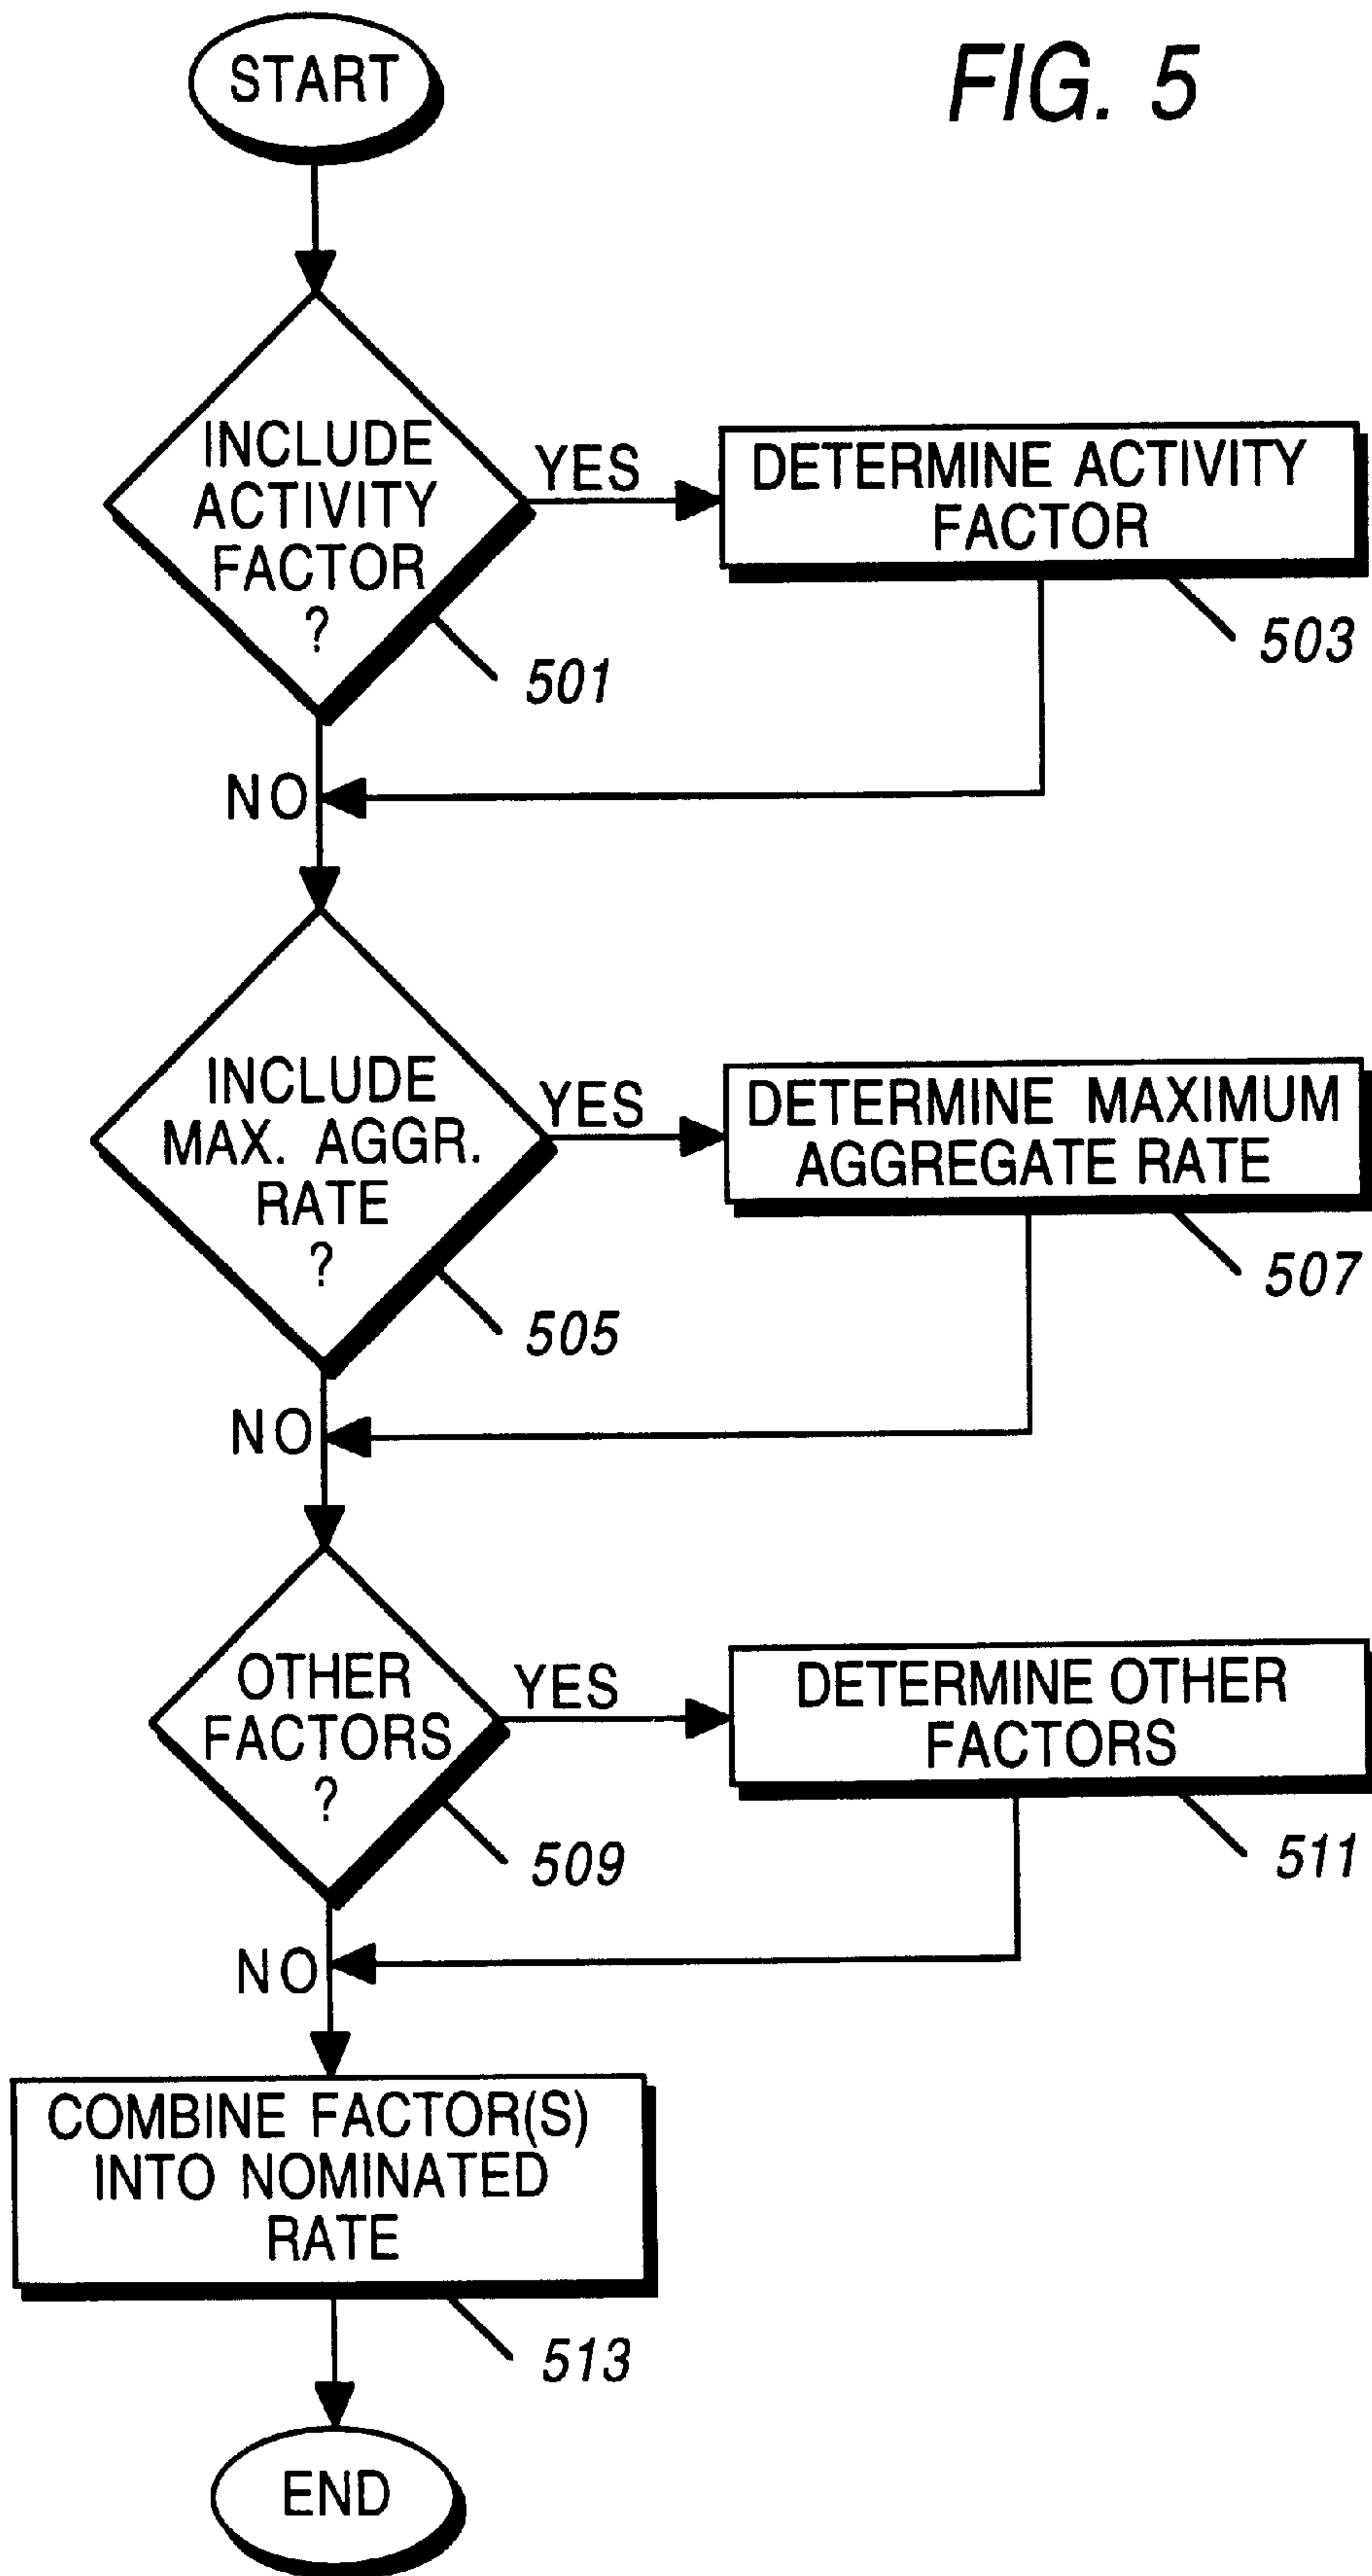 FIG. 5
START
INCLUDE
ACTIVITY
FACTOR
?
501
YES
DETERMINE ACTIVITY
FACTOR
503
NO
INCLUDE
MAX. AGGR.
RATE
?
505
YES
DETERMINE MAXIMUM
AGGREGATE RATE
507
NO
OTHER
FACTORS
?
509
YES
DETERMINE OTHER
FACTORS
511
NO
COMBINE FACTOR(S)
INTO NOMINATED
RATE
513
END